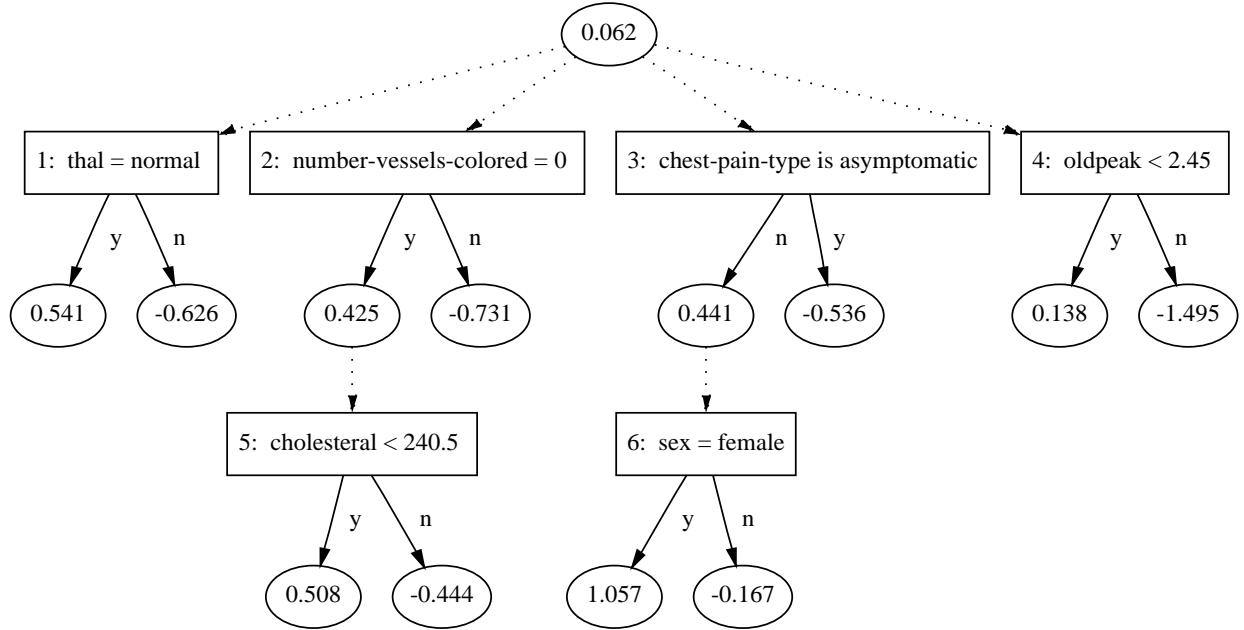 0.062
1: thal = normal
2: number-vessels-colored = 0
3: chest-pain-type is asymptomatic
4: oldpeak < 2.45
y
n
y
n
n
y
y
n
0.541
-0.626
0.425
-0.731
0.441
-0.536
0.138
-1.495
5: cholesteral < 240.5
6: sex = female
y
n
y
n
0.508
-0.444
1.057
-0.167